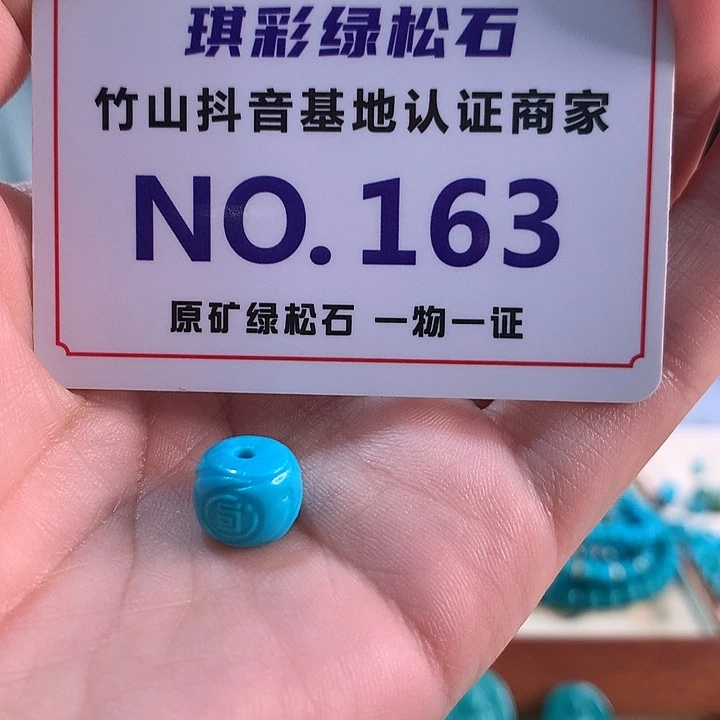 琪彩绿松石
竹山抖音基地认证商家
NO.163
原矿绿松石 一物一证